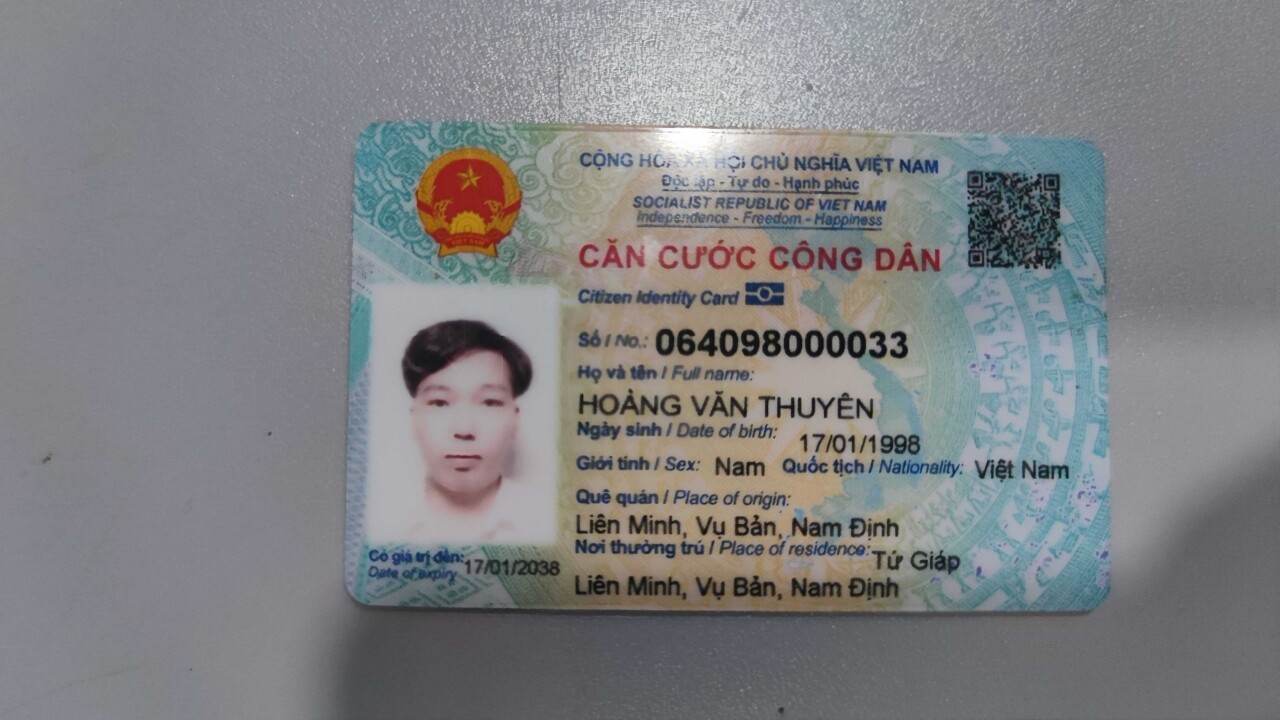 CỘNG HÒA XÃ HỘI CHỦ NGHĨA VIỆT NAM
Độc lập - Tự do - Hạnh phúc
SOCIALIST REPUBLIC OF VIET NAM
Independence - Freedom - Happiness
CĂN CƯỚC CÔNG DÂN
Citizen Identity Card
Số / No.: 064098000033
Họ và tên / Full name:
HOÀNG VĂN THUYÊN
Ngày sinh / Date of birth: 17/01/1998
Giới tính / Sex: Nam Quốc tịch / Nationality: Việt Nam
Quê quán / Place of origin:
Liên Minh, Vụ Bản, Nam Định
Nơi thường trú / Place of residence: Tứ Giáp
Liên Minh, Vụ Bản, Nam Định
Có giá trị đến: 17/01/2038
Date of expiry